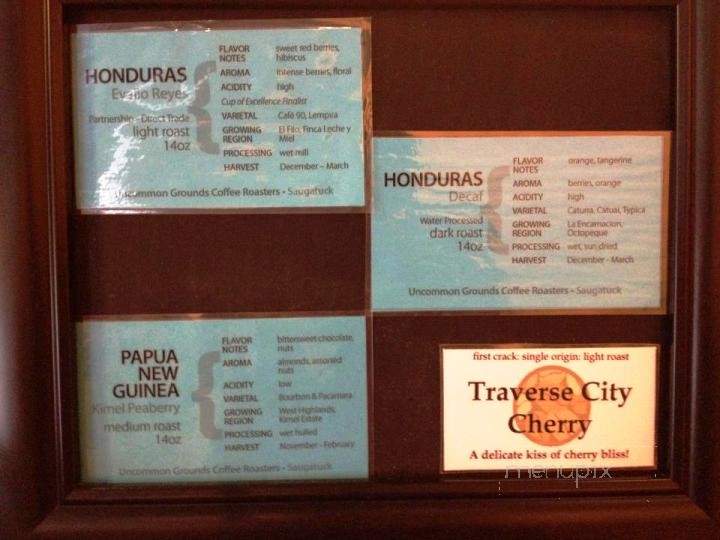 HONDURAS
Evelio Reyes
Partnership - Direct Trade
light roast
14oz
FLAVOR NOTES sweet red berries, hibiscus
AROMA intense berries, floral
ACIDITY high
Cup of Excellence Finalist
VARIETAL Café 90, Lempira
GROWING REGION El Filo, Finca Leche y Miel
PROCESSING wet mill
HARVEST December – March
Uncommon Grounds Coffee Roasters - Saugatuck
HONDURAS
Decaf
Water Processed
dark roast
14oz
FLAVOR NOTES orange, tangerine
AROMA berries, orange
ACIDITY high
VARIETAL Caturra, Catuai, Typica
GROWING REGION La Encarnacion, Octopeque
PROCESSING wet, sun dried
HARVEST December - March
Uncommon Grounds Coffee Roasters - Saugatuck
PAPUA
NEW
GUINEA
Kimel Peaberry
medium roast
14oz
FLAVOR NOTES bittersweet chocolate, nuts
AROMA almonds, assorted nuts
ACIDITY low
VARIETAL Bourbon & Pacamara
GROWING REGION West Highlands, Kimel Estate
PROCESSING wet hulled
HARVEST November - February
Uncommon Grounds Coffee Roasters - Saugatuck
first crack: single origin: light roast
Traverse City
Cherry
A delicate kiss of cherry bliss!
menupix